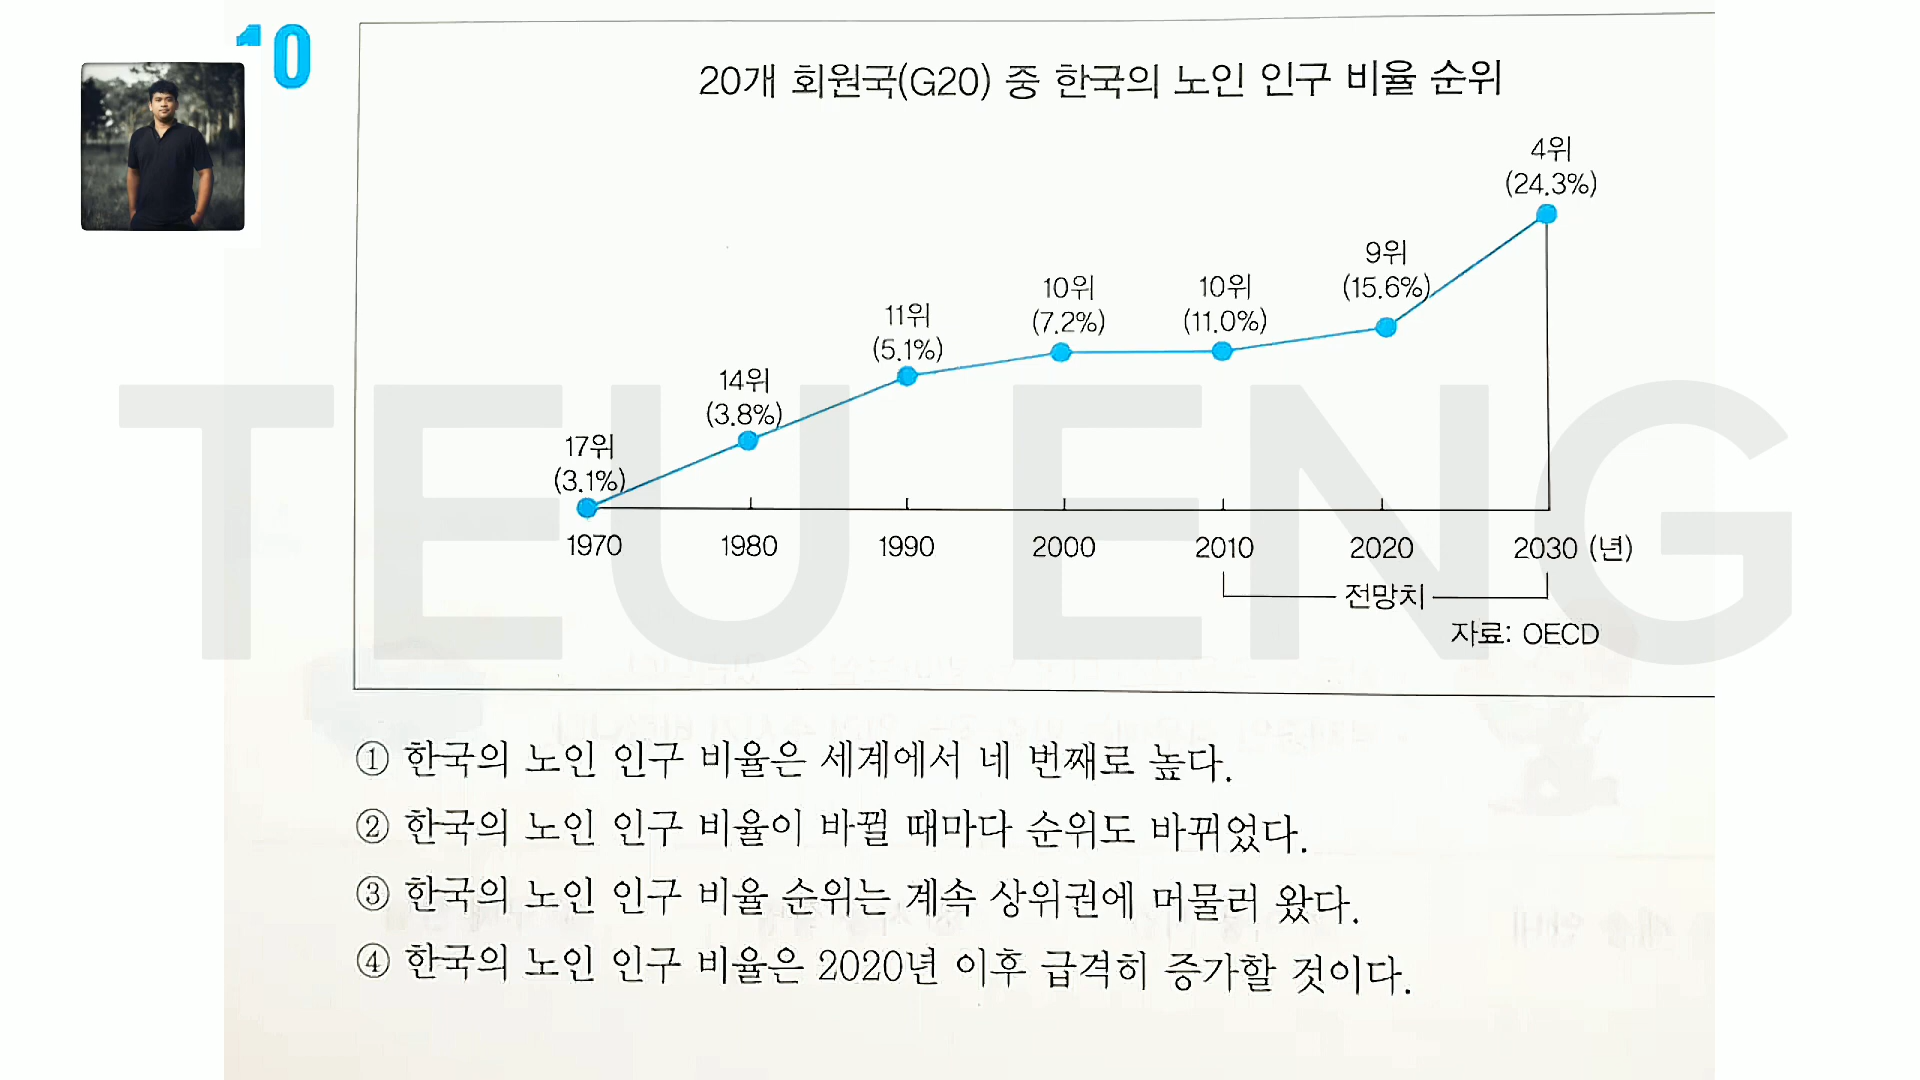 10
20개 회원국(G20) 중 한국의 노인 인구 비율 순위
4위
(24.3%)
9위
(15.6%)
10위
(7.2%)
10위
(11.0%)
11위
(5.1%)
14위
(3.8%)
17위
(3.1%)
TEU ENG
1970 1980 1990 2000 2010 2020 2030 (년)
전망치
자료: OECD
① 한국의 노인 인구 비율은 세계에서 네 번째로 높다.
② 한국의 노인 인구 비율이 바뀔 때마다 순위도 바뀌었다.
③ 한국의 노인 인구 비율 순위는 계속 상위권에 머물러 왔다.
④ 한국의 노인 인구 비율은 2020년 이후 급격히 증가할 것이다.